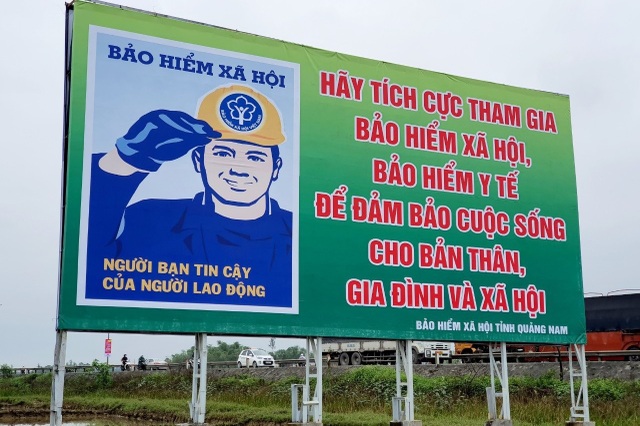 BẢO HIỂM XÃ HỘI
NGƯỜI BẠN TIN CẬY
CỦA NGƯỜI LAO ĐỘNG
HÃY TÍCH CỰC THAM GIA
BẢO HIỂM XÃ HỘI,
BẢO HIỂM Y TẾ
ĐỂ ĐẢM BẢO CUỘC SỐNG
CHO BẢN THÂN,
GIA ĐÌNH VÀ XÃ HỘI
BẢO HIỂM XÃ HỘI TỈNH QUẢNG NAM